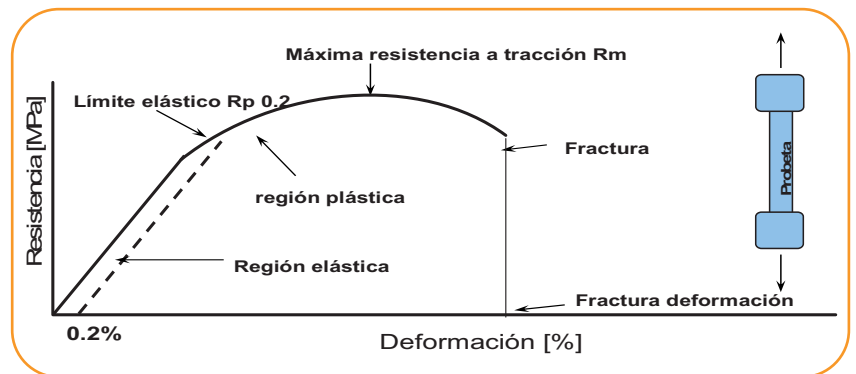 Máxima resistencia a tracción Rm
Límite elástico Rp 0.2
Resistencia [MPa]
Fractura
Probeta
región plástica
Región elástica
Fractura deformación
0.2%
Deformación [%]